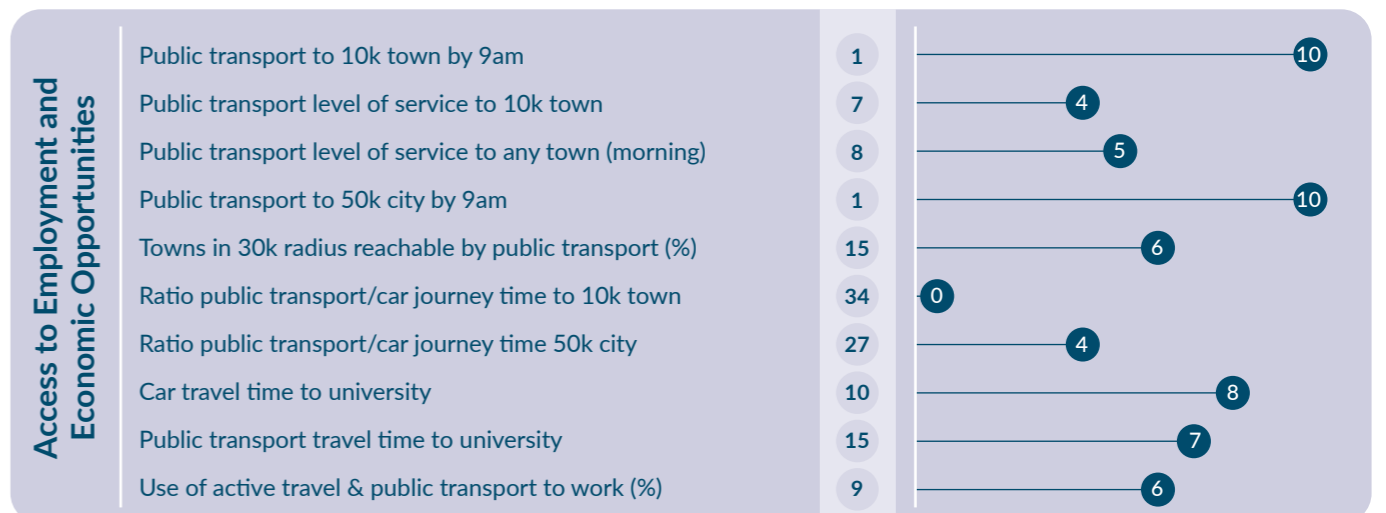 Access to Employment and
Economic Opportunities
Public transport to 10k town by 9am 1 10
Public transport level of service to 10k town 7 4
Public transport level of service to any town (morning) 8 5
Public transport to 50k city by 9am 1 10
Towns in 30k radius reachable by public transport (%) 15 6
Ratio public transport/car journey time to 10k town 34 0
Ratio public transport/car journey time 50k city 27 4
Car travel time to university 10 8
Public transport travel time to university 15 7
Use of active travel & public transport to work (%) 9 6